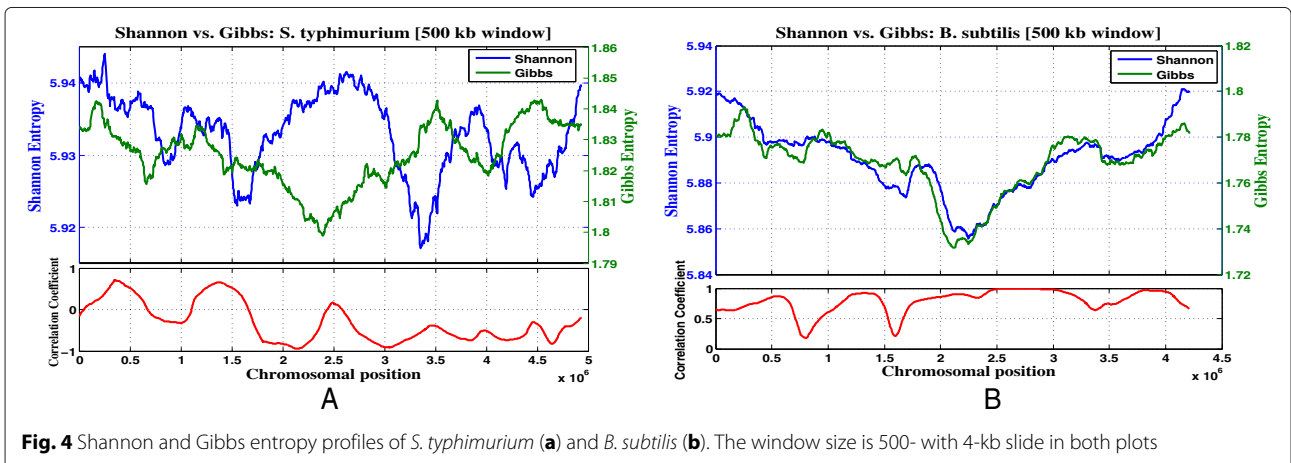 Shannon vs. Gibbs: S. typhimurium [500 kb window]
Shannon
Gibbs
5.94
5.93
5.92
Shannon Entropy
1.86
1.85
1.84
1.83
1.82
1.81
1.8
1.79
Gibbs Entropy
1
0
−1
Correlation Coefficient
0 0.5 1 1.5 2 2.5 3 3.5 4 4.5 5
Chromosomal position
x 10^6
A
Shannon vs. Gibbs: B. subtilis [500 kb window]
Shannon
Gibbs
5.94
5.92
5.9
5.88
5.86
5.84
Shannon Entropy
1.82
1.8
1.78
1.76
1.74
1.72
Gibbs Entropy
1
0.5
0
Correlation Coefficient
0 0.5 1 1.5 2 2.5 3 3.5 4 4.5
Chromosomal position
x 10^6
B
Fig. 4 Shannon and Gibbs entropy profiles of S. typhimurium (a) and B. subtilis (b). The window size is 500- with 4-kb slide in both plots